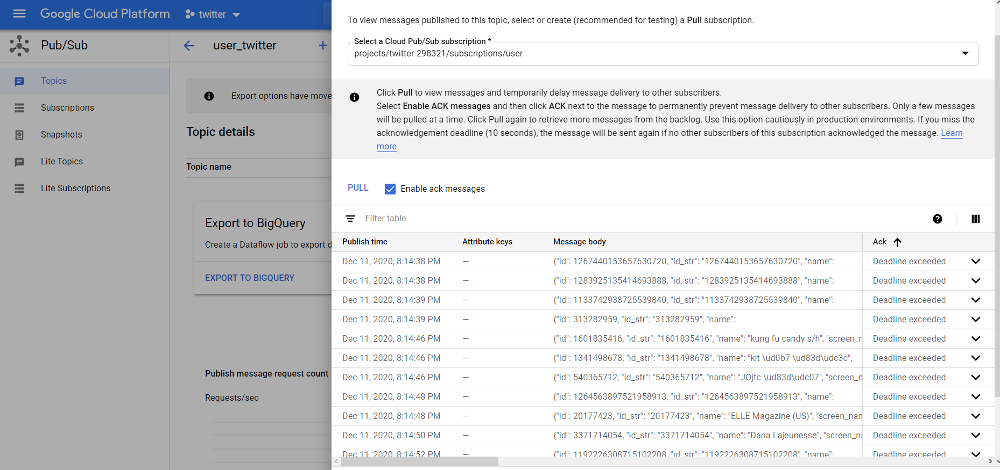 Google Cloud Platform
twitter
Pub/Sub
user_twitter
Topics
Subscriptions
Snapshots
Lite Topics
Lite Subscriptions
Export options have move
Topic details
Topic name
Export to BigQuery
Create a Dataflow job to export d
EXPORT TO BIGQUERY
Publish message request count
Requests/sec
To view messages published to this topic, select or create (recommended for testing) a Pull subscription.
Select a Cloud Pub/Sub subscription *
projects/twitter-298321/subscriptions/user
Click Pull to view messages and temporarily delay message delivery to other subscribers.
Select Enable ACK messages and then click ACK next to the message to permanently prevent message delivery to other subscribers. Only a few messages
will be pulled at a time. Click Pull again to retrieve more messages from the backlog. Use this option cautiously in production environments. If you miss the
acknowledgement deadline (10 seconds), the message will be sent again if no other subscribers of this subscription acknowledged the message. Learn
more
PULL Enable ack messages
Filter table
Publish time Attribute keys Message body Ack
Dec 11, 2020, 8:14:38 PM — {"id": 1267440153657630720, "id_str": "1267440153657630720", "name": Deadline exceeded
Dec 11, 2020, 8:14:38 PM — {"id": 1283925135414693888, "id_str": "1283925135414693888", "name": Deadline exceeded
Dec 11, 2020, 8:14:39 PM — {"id": 1133742938725539840, "id_str": "1133742938725539840", "name": Deadline exceeded
Dec 11, 2020, 8:14:39 PM — {"id": 313282959, "id_str": "313282959", "name": Deadline exceeded
Dec 11, 2020, 8:14:46 PM — {"id": 1601835416, "id_str": "1601835416", "name": "kung fu candy s/h", "screen_n Deadline exceeded
Dec 11, 2020, 8:14:46 PM — {"id": 1341498678, "id_str": "1341498678", "name": "kit \ud0b7 \ud83d\udc3c", Deadline exceeded
Dec 11, 2020, 8:14:46 PM — {"id": 540365712, "id_str": "540365712", "name": "JOjtc \ud83d\udc07", "screen_n Deadline exceeded
Dec 11, 2020, 8:14:48 PM — {"id": 1264563897521958913, "id_str": "1264563897521958913", "name": Deadline exceeded
Dec 11, 2020, 8:14:48 PM — {"id": 20177423, "id_str": "20177423", "name": "ELLE Magazine (US)", "screen_nam Deadline exceeded
Dec 11, 2020, 8:14:50 PM — {"id": 3371714054, "id_str": "3371714054", "name": "Dana Lajeunesse", "screen_na Deadline exceeded
Dec 11, 2020, 8:14:52 PM — {"id": 1192226308715102208, "id_str": "1192226308715102208", "name": Deadline exceeded